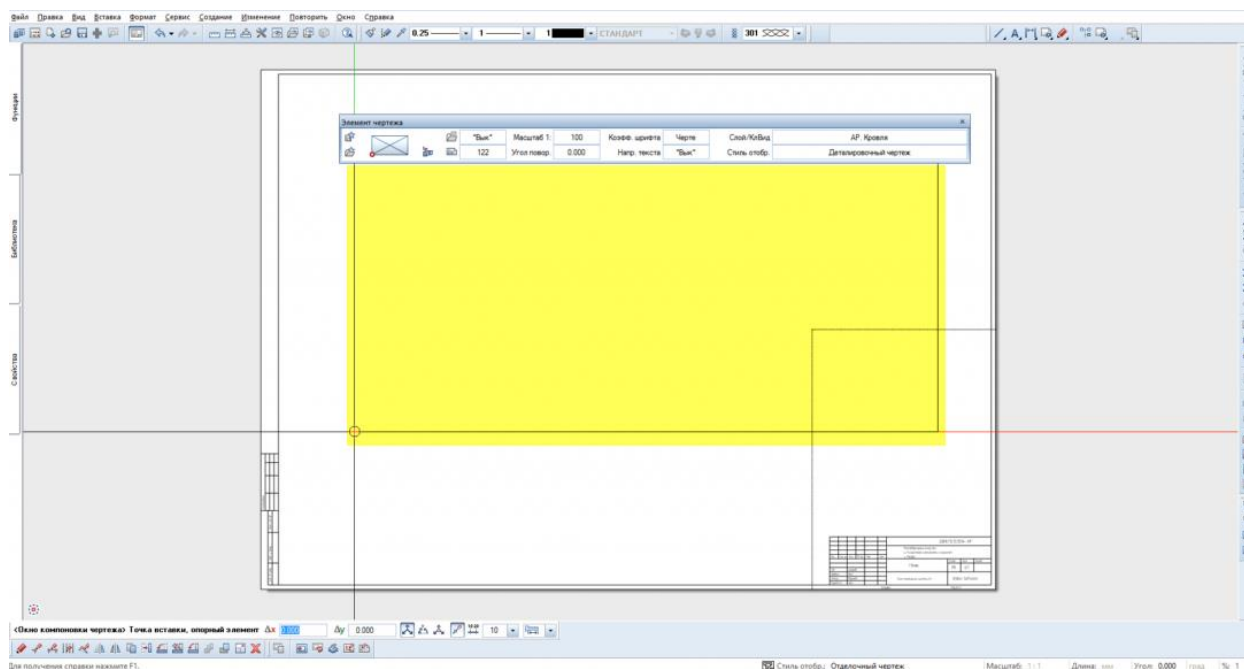 Файл Правка Вид Вставка Формат Сервис Создание Изменение Повторить Окно Справка
0.25 1 1 СТАНДАРТ 301
Функции
Библиотека
Свойства
Элемент чертежа
"Вык" Масштаб 1: 100 Коэфф. шрифта Черте Слой/КлВид АР. Кровля
122 Угол повор. 0.000 Напр. текста "Вык" Стиль отобр. Деталировочный чертеж
<Окно компоновки чертежа> Точка вставки, опорный элемент Δx 0.000 Δy 0.000 10
Для получения справки нажмите F1.
Стиль отобр.: Отделочный чертеж Масштаб: 1:1 Длина: мм Угол: 0.000 град %: 1